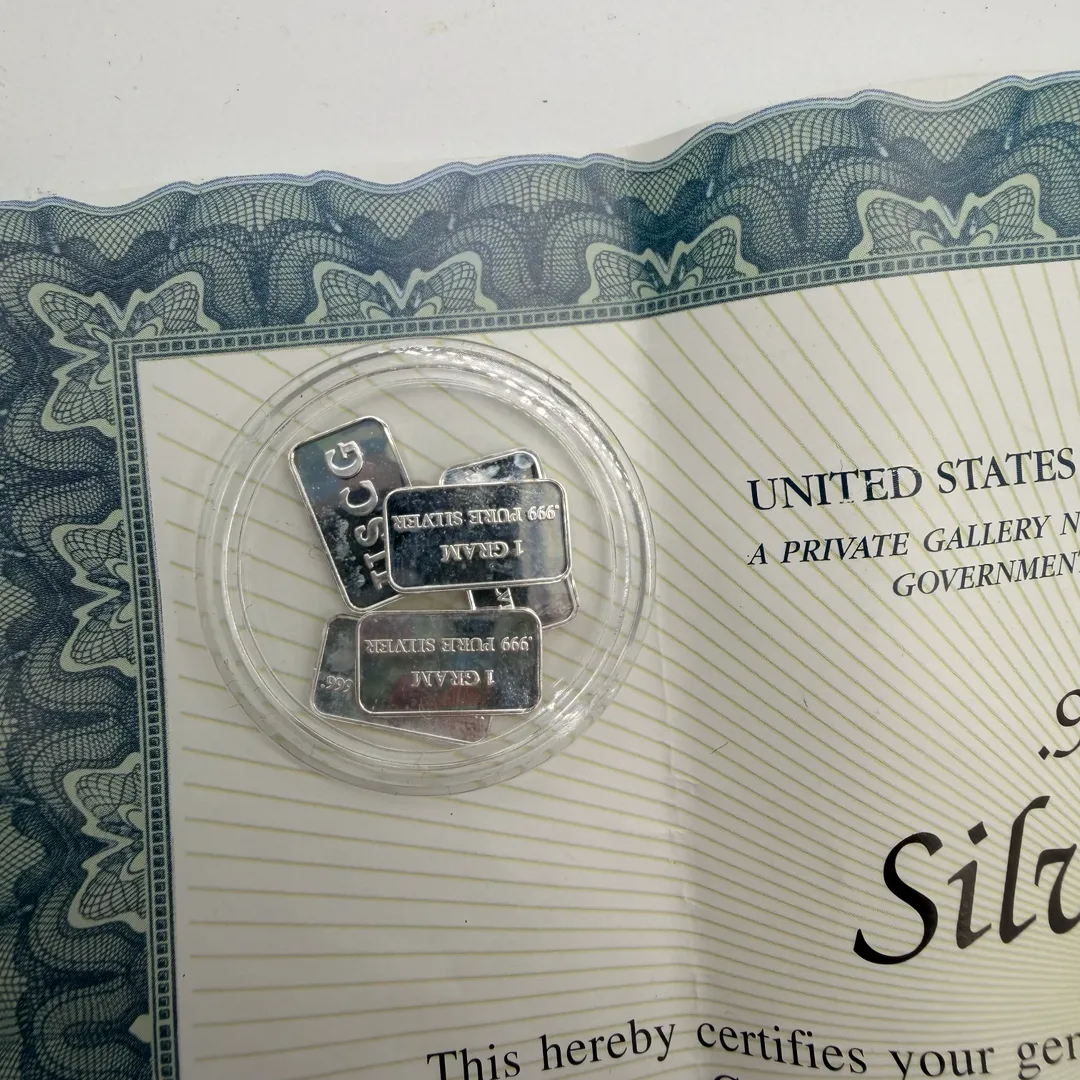 USCG
.999 PURE SILVER
1 GRAM
.999 PURE SILVER
1 GRAM
.999
UNITED STATES
A PRIVATE GALLERY
GOVERNMENT
Silv
This hereby certifies your gen